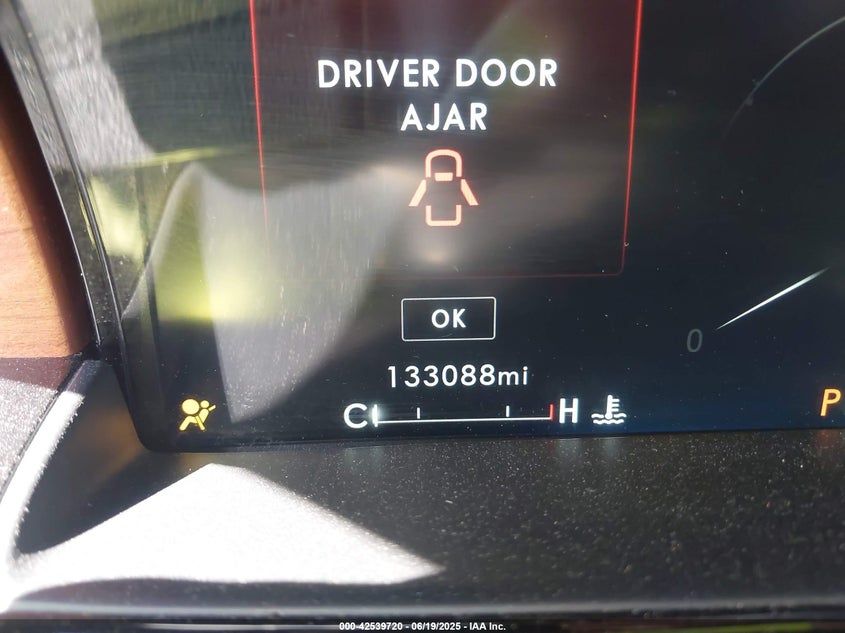 DRIVER DOOR
AJAR
OK
0
133088mi
C H
P
000-42539720 - 06/19/2025 - IAA Inc.